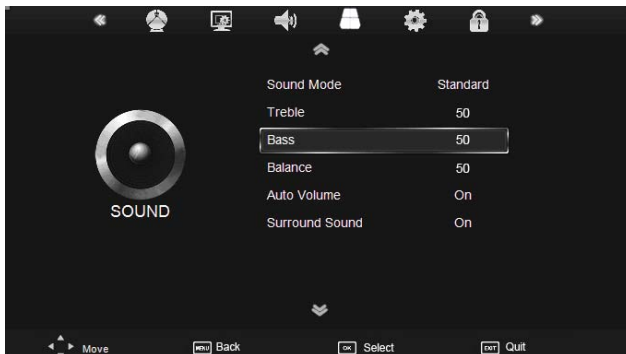 Sound Mode Standard
Treble 50
Bass 50
Balance 50
Auto Volume On
Surround Sound On
SOUND
Move MENU Back OK Select EXIT Quit